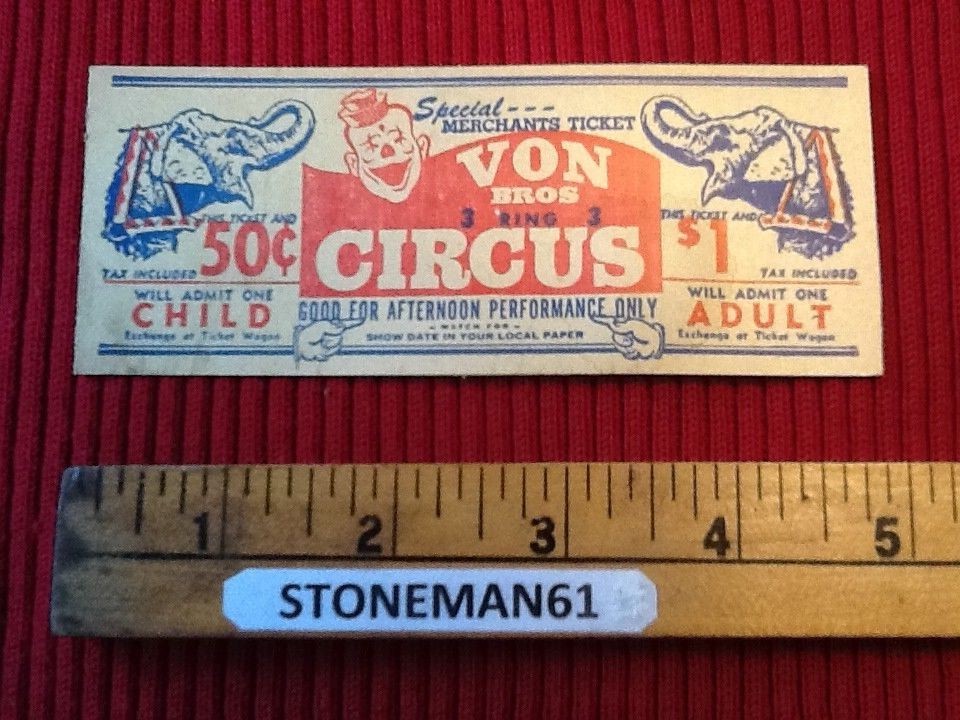 Special---
MERCHANTS TICKET
VON
BROS
3 RING 3
CIRCUS
GOOD FOR AFTERNOON PERFORMANCE ONLY
- WATCH FOR -
SHOW DATE IN YOUR LOCAL PAPER
THIS TICKET AND
50¢
TAX INCLUDED
WILL ADMIT ONE
CHILD
Exchange at Ticket Wagon
THIS TICKET AND
$1
TAX INCLUDED
WILL ADMIT ONE
ADULT
Exchange at Ticket Wagon
1 2 3 4 5
STONEMAN61